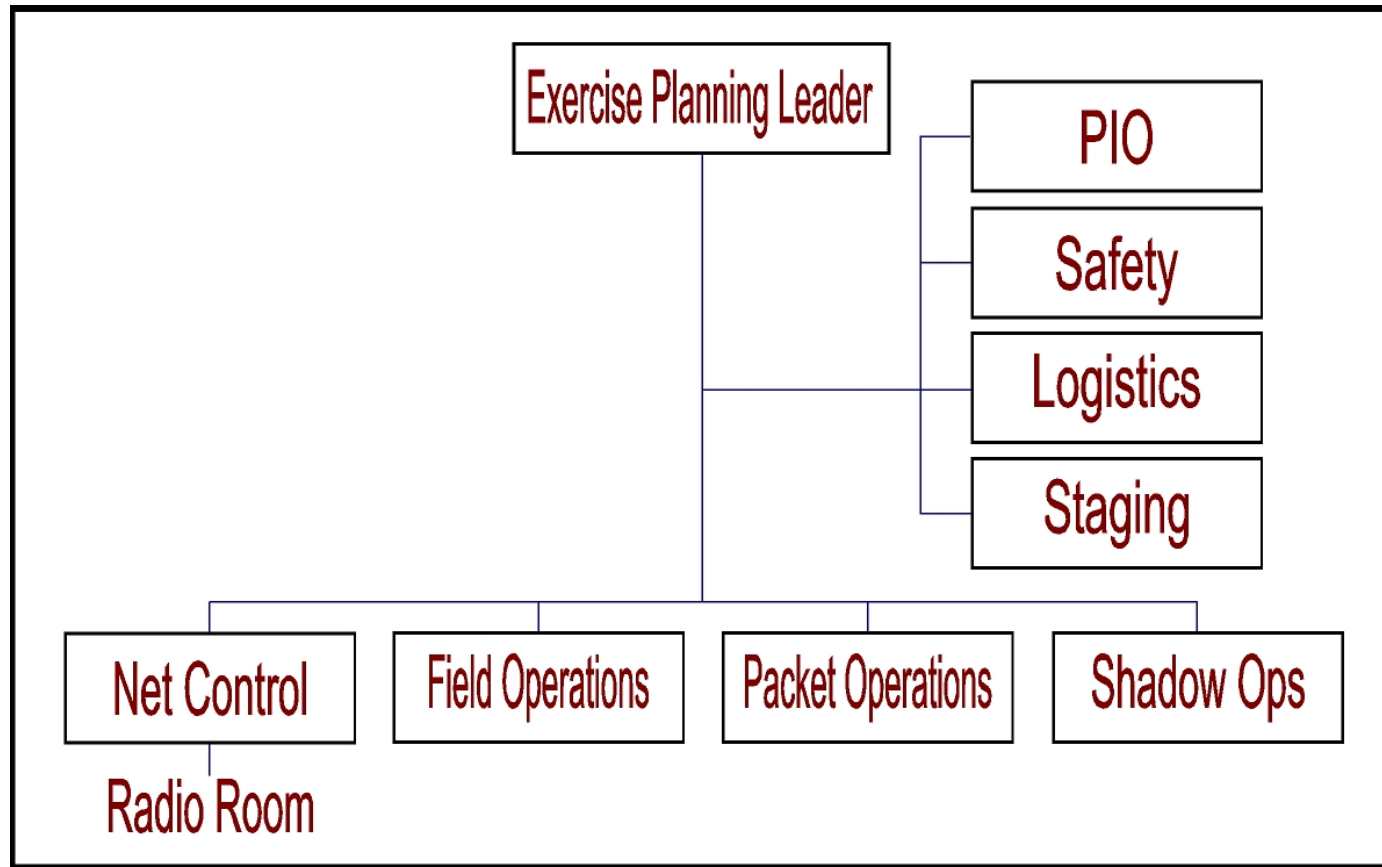 Exercise Planning Leader
PIO
Safety
Logistics
Staging
Net Control
Field Operations
Packet Operations
Shadow Ops
Radio Room